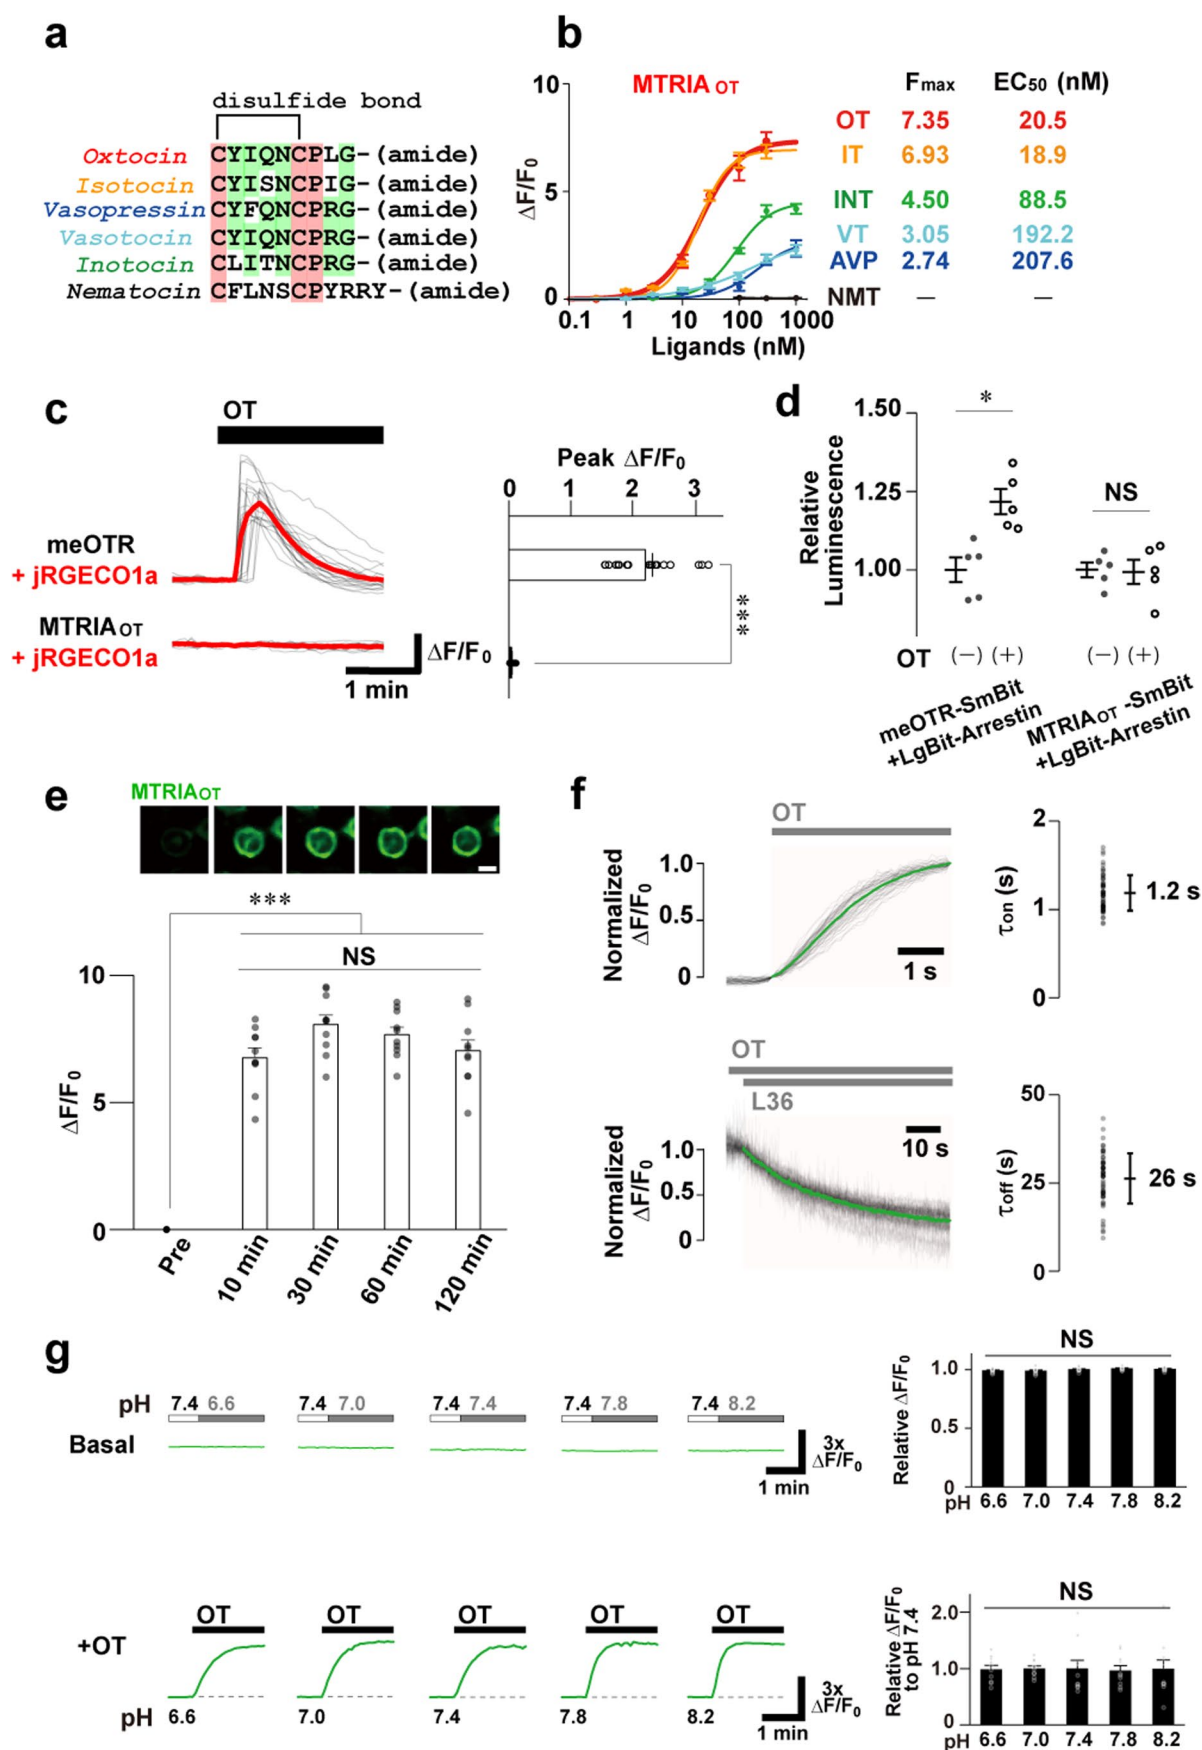 a
disulfide bond
Oxtocin CYIQNCPLG-(amide)
Isotocin CYISNCPIG-(amide)
Vasopressin CYFQNCPRG-(amide)
Vasotocin CYIQNCPRG-(amide)
Inotocin CLITNCPRG-(amide)
Nematocin CFLNSCPYRRY-(amide)
b
MTRIA OT
ΔF/F0
10
5
0
0.1 1 10 100 1000
Ligands (nM)
Fmax EC50 (nM)
OT 7.35 20.5
IT 6.93 18.9
INT 4.50 88.5
VT 3.05 192.2
AVP 2.74 207.6
NMT — —
c
OT
meOTR
+ jRGECO1a
MTRIAOT
+ jRGECO1a
ΔF/F0
1 min
Peak ΔF/F0
0 1 2 3
***
d
Relative
Luminescence
1.50
1.25
1.00
*
NS
OT (−) (+) (−) (+)
meOTR-SmBit
+LgBit-Arrestin
MTRIAOT -SmBit
+LgBit-Arrestin
e
MTRIAOT
***
NS
ΔF/F0
10
5
0
Pre
10 min
30 min
60 min
120 min
f
OT
Normalized
ΔF/F0
1.0
0.5
0
1 s
τon (s)
2
1
0
1.2 s
OT
L36
10 s
Normalized
ΔF/F0
1.0
0.5
0
τoff (s)
50
25
0
26 s
g
pH 7.4 6.6 7.4 7.0 7.4 7.4 7.4 7.8 7.4 8.2
Basal
3x
ΔF/F0
1 min
NS
Relative ΔF/F0
1.0
0.5
0
pH 6.6 7.0 7.4 7.8 8.2
OT OT OT OT OT
+OT
pH 6.6 7.0 7.4 7.8 8.2
3x
ΔF/F0
1 min
NS
Relative ΔF/F0
to pH 7.4
2.0
1.0
0
pH 6.6 7.0 7.4 7.8 8.2